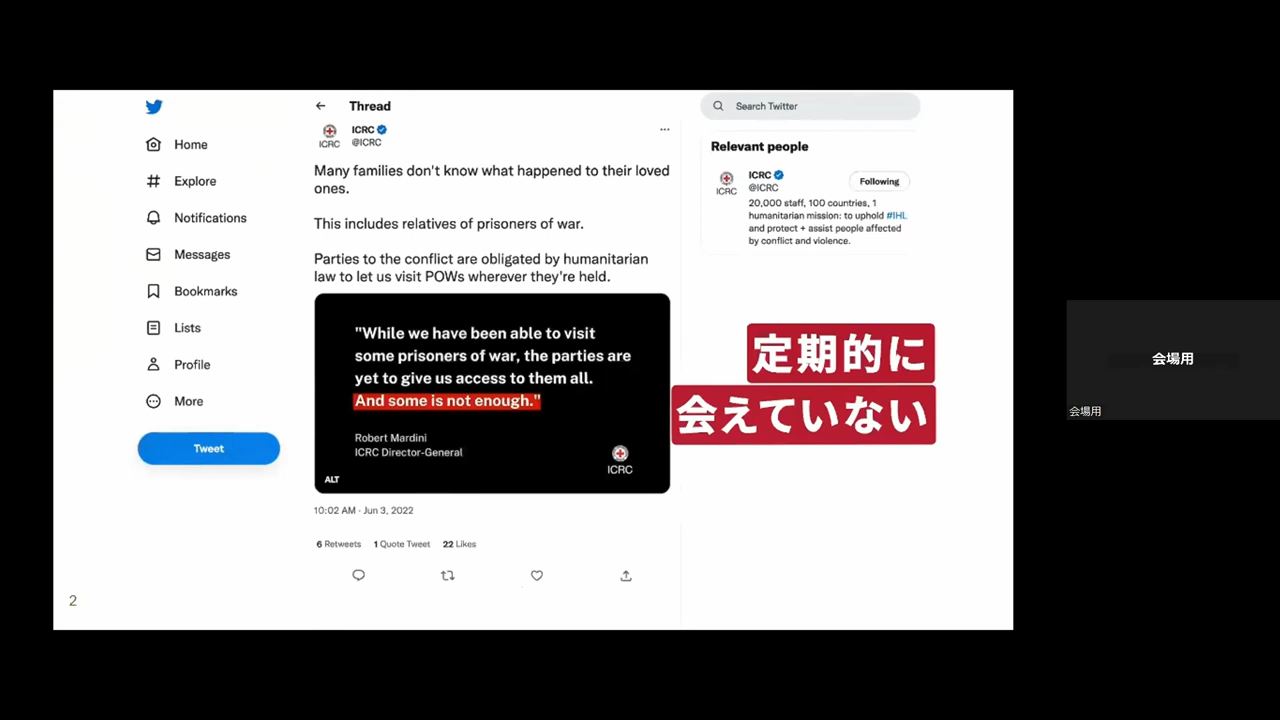 Thread
Search Twitter
ICRC
@ICRC
ICRC
Many families don't know what happened to their loved
ones.
This includes relatives of prisoners of war.
Parties to the conflict are obligated by humanitarian
law to let us visit POWs wherever they're held.
"While we have been able to visit
some prisoners of war, the parties are
yet to give us access to them all.
And some is not enough."
Robert Mardini
ICRC Director-General
ICRC
ALT
10:02 AM · Jun 3, 2022
6 Retweets 1 Quote Tweet 22 Likes
Home
Explore
Notifications
Messages
Bookmarks
Lists
Profile
More
Tweet
Relevant people
ICRC
@ICRC
ICRC
Following
20,000 staff, 100 countries, 1
humanitarian mission: to uphold #IHL
and protect + assist people affected
by conflict and violence.
定期的に
会えていない
2
会場用
会場用